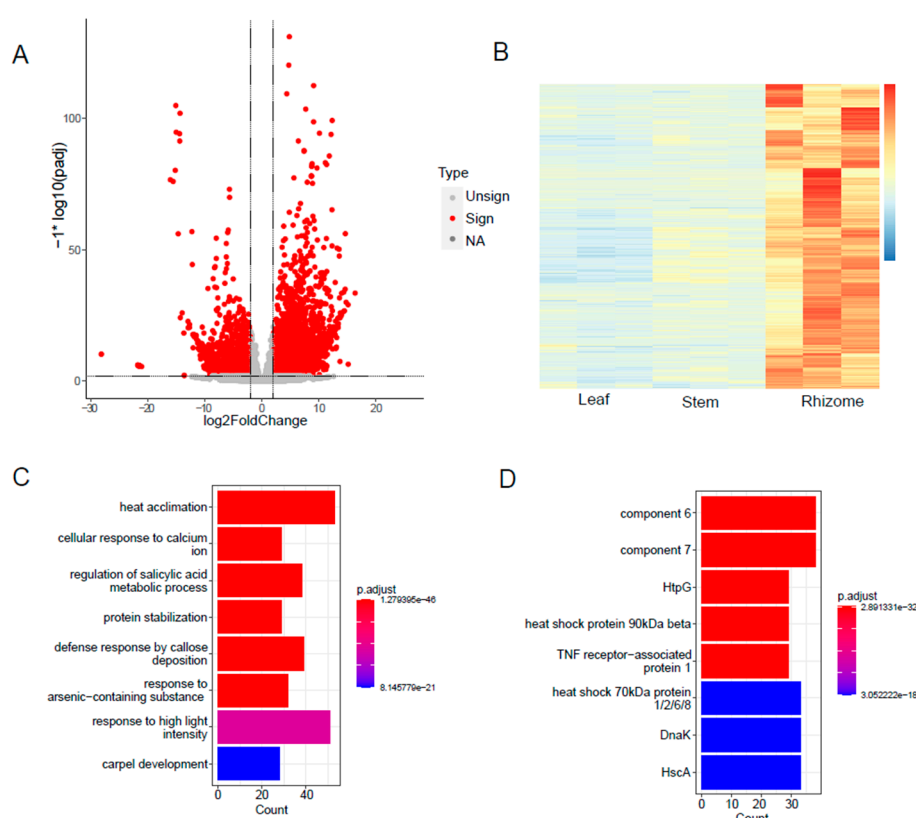 A
−1* log10(padj)
100
50
0
−30
−20
−10
0
10
20
log2FoldChange
Type
Unsign
Sign
NA
B
Leaf
Stem
Rhizome
C
heat acclimation
cellular response to calcium
ion
regulation of salicylic acid
metabolic process
protein stabilization
defense response by callose
deposition
response to
arsenic−containing substance
response to high light
intensity
carpel development
0
20
40
Count
p.adjust
1.279395e−46
8.145779e−21
D
component 6
component 7
HtpG
heat shock protein 90kDa beta
TNF receptor−associated
protein 1
heat shock 70kDa protein
1/2/6/8
DnaK
HscA
0
10
20
30
Count
p.adjust
2.891331e−32
3.052222e−18